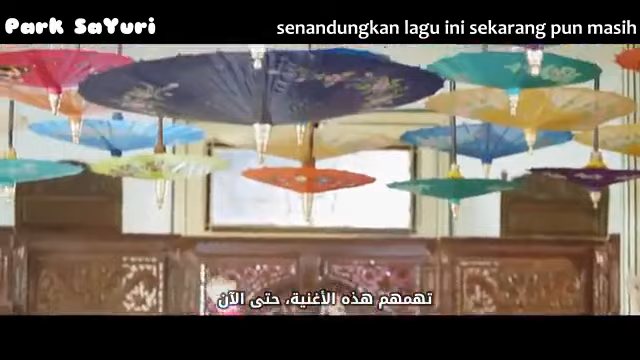 Park SaYuri
senandungkan lagu ini sekarang pun masih
تهمهم هذه الأغنية، حتى الآن